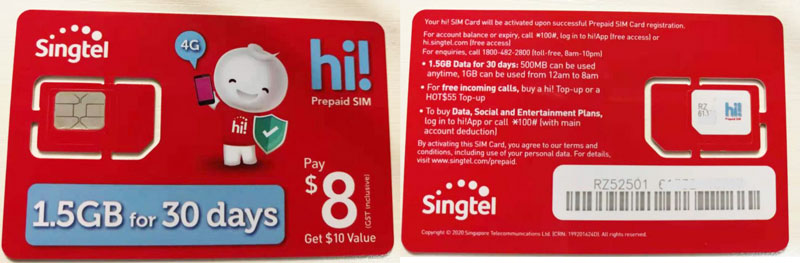 Singtel
4G
hi!
Prepaid SIM
hi!
Pay
$8
(GST inclusive)
Get $10 Value
1.5GB for 30 days
Your hi! SIM Card will be activated upon successful Prepaid SIM Card registration.
For account balance or expiry, call *100#, log in to hi!App (free access) or
hi.singtel.com (free access)
For enquiries, call 1800-482-2800 (toll-free, 8am-10pm)
• 1.5GB Data for 30 days: 500MB can be used
anytime, 1GB can be used from 12am to 8am
• For free incoming calls, buy a hi! Top-up or a
HOT$55 Top-up
• To buy Data, Social and Entertainment Plans,
log in to hi!App or call *100# (with main
account deduction)
By activating this SIM Card, you agree to our terms and
conditions, including use of your personal data. For details,
visit www.singtel.com/prepaid.
RZ
hi!
Prepaid SIM
RZ52501
Singtel
Copyright © 2020 Singapore Telecommunications Ltd. (CRN: 199201624D). All rights reserved.